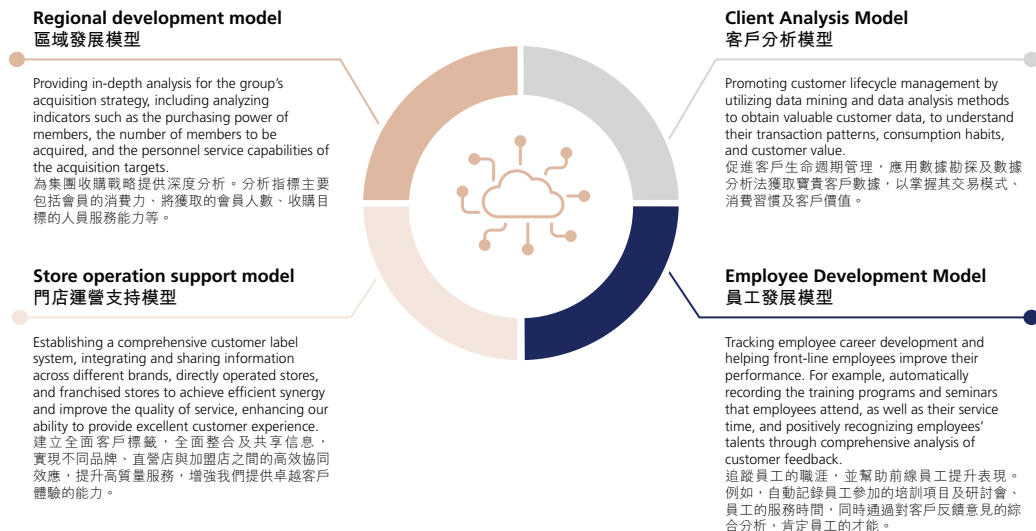 Regional development model
區域發展模型
Providing in-depth analysis for the group's
acquisition strategy, including analyzing
indicators such as the purchasing power of
members, the number of members to be
acquired, and the personnel service capabilities of
the acquisition targets.
為集團收購戰略提供深度分析。分析指標主要
包括會員的消費力、將獲取的會員人數、收購目
標的人員服務能力等。
Client Analysis Model
客戶分析模型
Promoting customer lifecycle management by
utilizing data mining and data analysis methods
to obtain valuable customer data, to understand
their transaction patterns, consumption habits,
and customer value.
促進客戶生命週期管理，應用數據勘探及數據
分析法獲取寶貴客戶數據，以掌握其交易模式、
消費習慣及客戶價值。
Store operation support model
門店運營支持模型
Establishing a comprehensive customer label
system, integrating and sharing information
across different brands, directly operated stores,
and franchised stores to achieve efficient synergy
and improve the quality of service, enhancing our
ability to provide excellent customer experience.
建立全面客戶標籤，全面整合及共享信息，
實現不同品牌、直營店與加盟店之間的高效協同
效應，提升高質量服務，增強我們提供卓越客戶
體驗的能力。
Employee Development Model
員工發展模型
Tracking employee career development and
helping front-line employees improve their
performance. For example, automatically
recording the training programs and seminars
that employees attend, as well as their service
time, and positively recognizing employees'
talents through comprehensive analysis of
customer feedback.
追蹤員工的職涯，並幫助前線員工提升表現。
例如，自動記錄員工參加的培訓項目及研討會、
員工的服務時間，同時通過對客戶反饋意見的綜
合分析，肯定員工的才能。